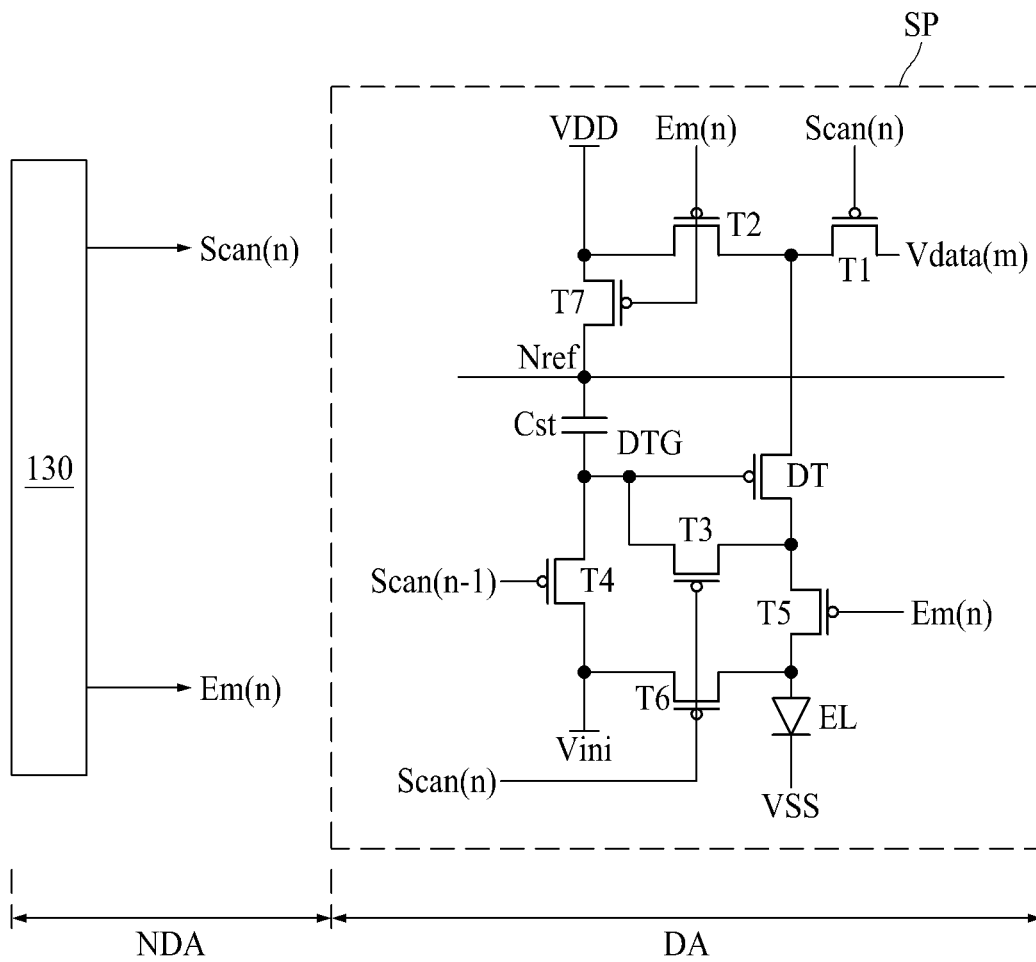 SP
VDD
Em(n)
Scan(n)
T2
T1
Vdata(m)
Scan(n)
T7
Nref
Cst
DTG
130
DT
T3
Scan(n-1)
T4
T5
Em(n)
Em(n)
T6
EL
Vini
Scan(n)
VSS
NDA
DA